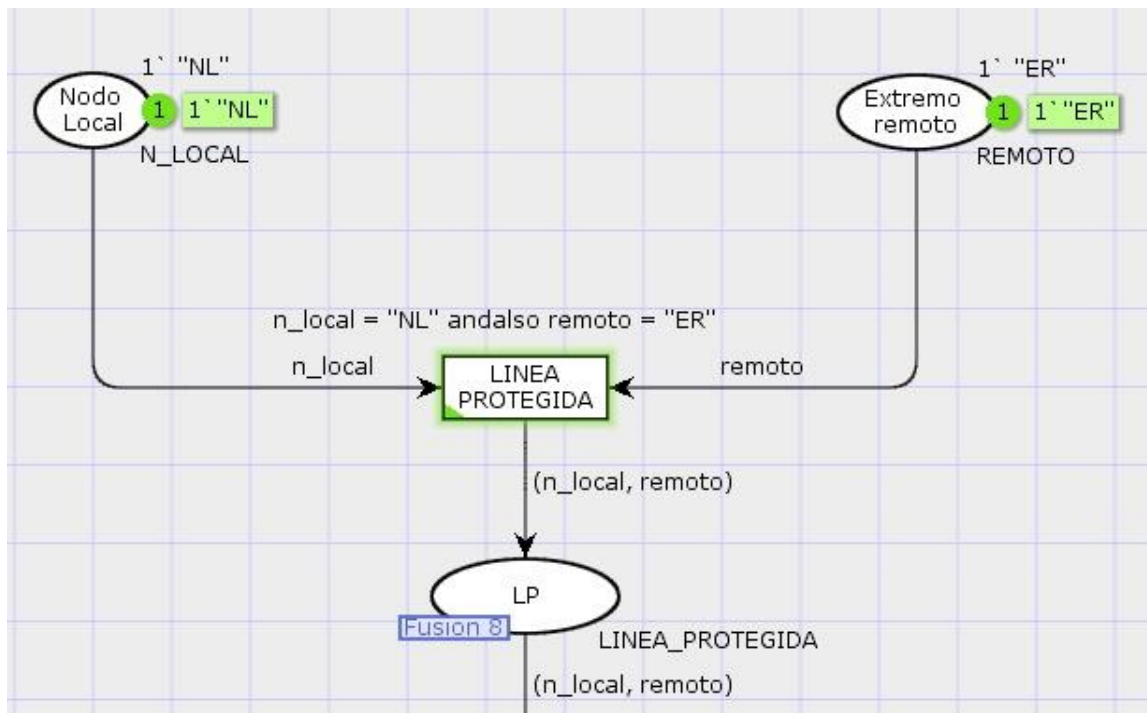 1` "NL"
Nodo
Local
1
1`"NL"
N_LOCAL
1` "ER"
Extremo
remoto
1
1`"ER"
REMOTO
n_local = "NL" andalso remoto = "ER"
n_local
LINEA
PROTEGIDA
remoto
(n_local, remoto)
LP
Fusion 8
LINEA_PROTEGIDA
(n_local, remoto)